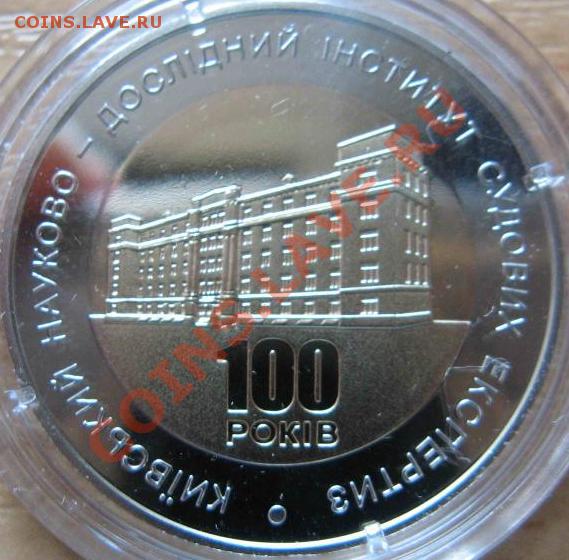 COINS.LAVE.RU
КИЇВСЬКИЙ НАУКОВО – ДОСЛІДНИЙ ІНСТИТУТ СУДОВИХ ЕКСПЕРТИЗ
100
РОКІВ
COINS.LAVE.RU